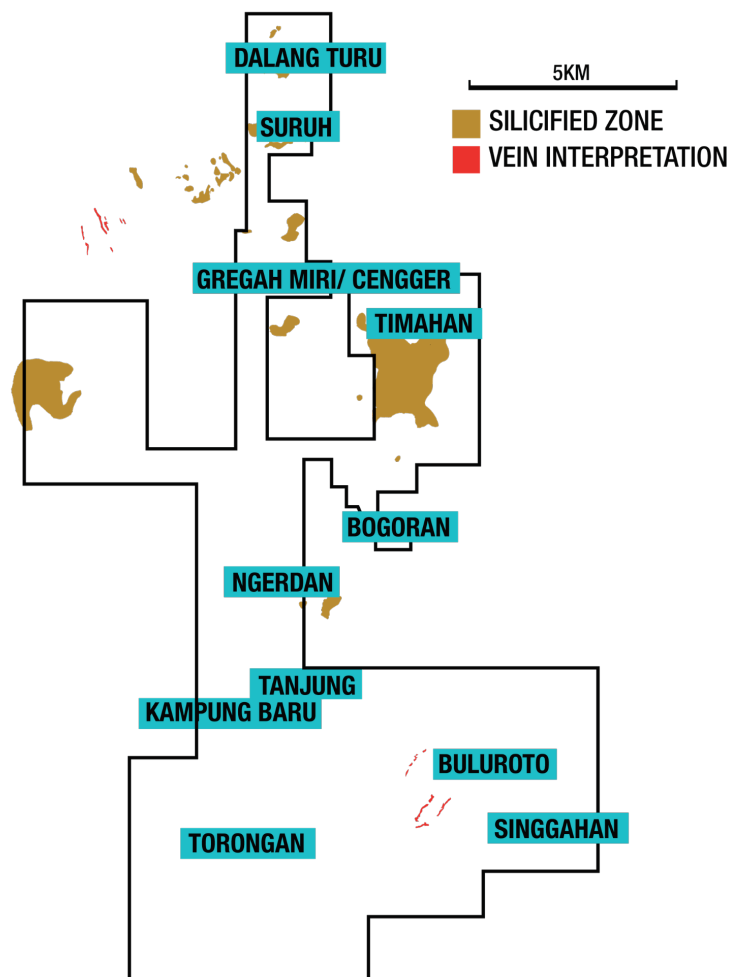 DALANG TURU
5KM
SURUH
SILICIFIED ZONE
VEIN INTERPRETATION
GREGAH MIRI/ CENGGER
TIMAHAN
BOGORAN
NGERDAN
TANJUNG
KAMPUNG BARU
BULUROTO
SINGGAHAN
TORONGAN